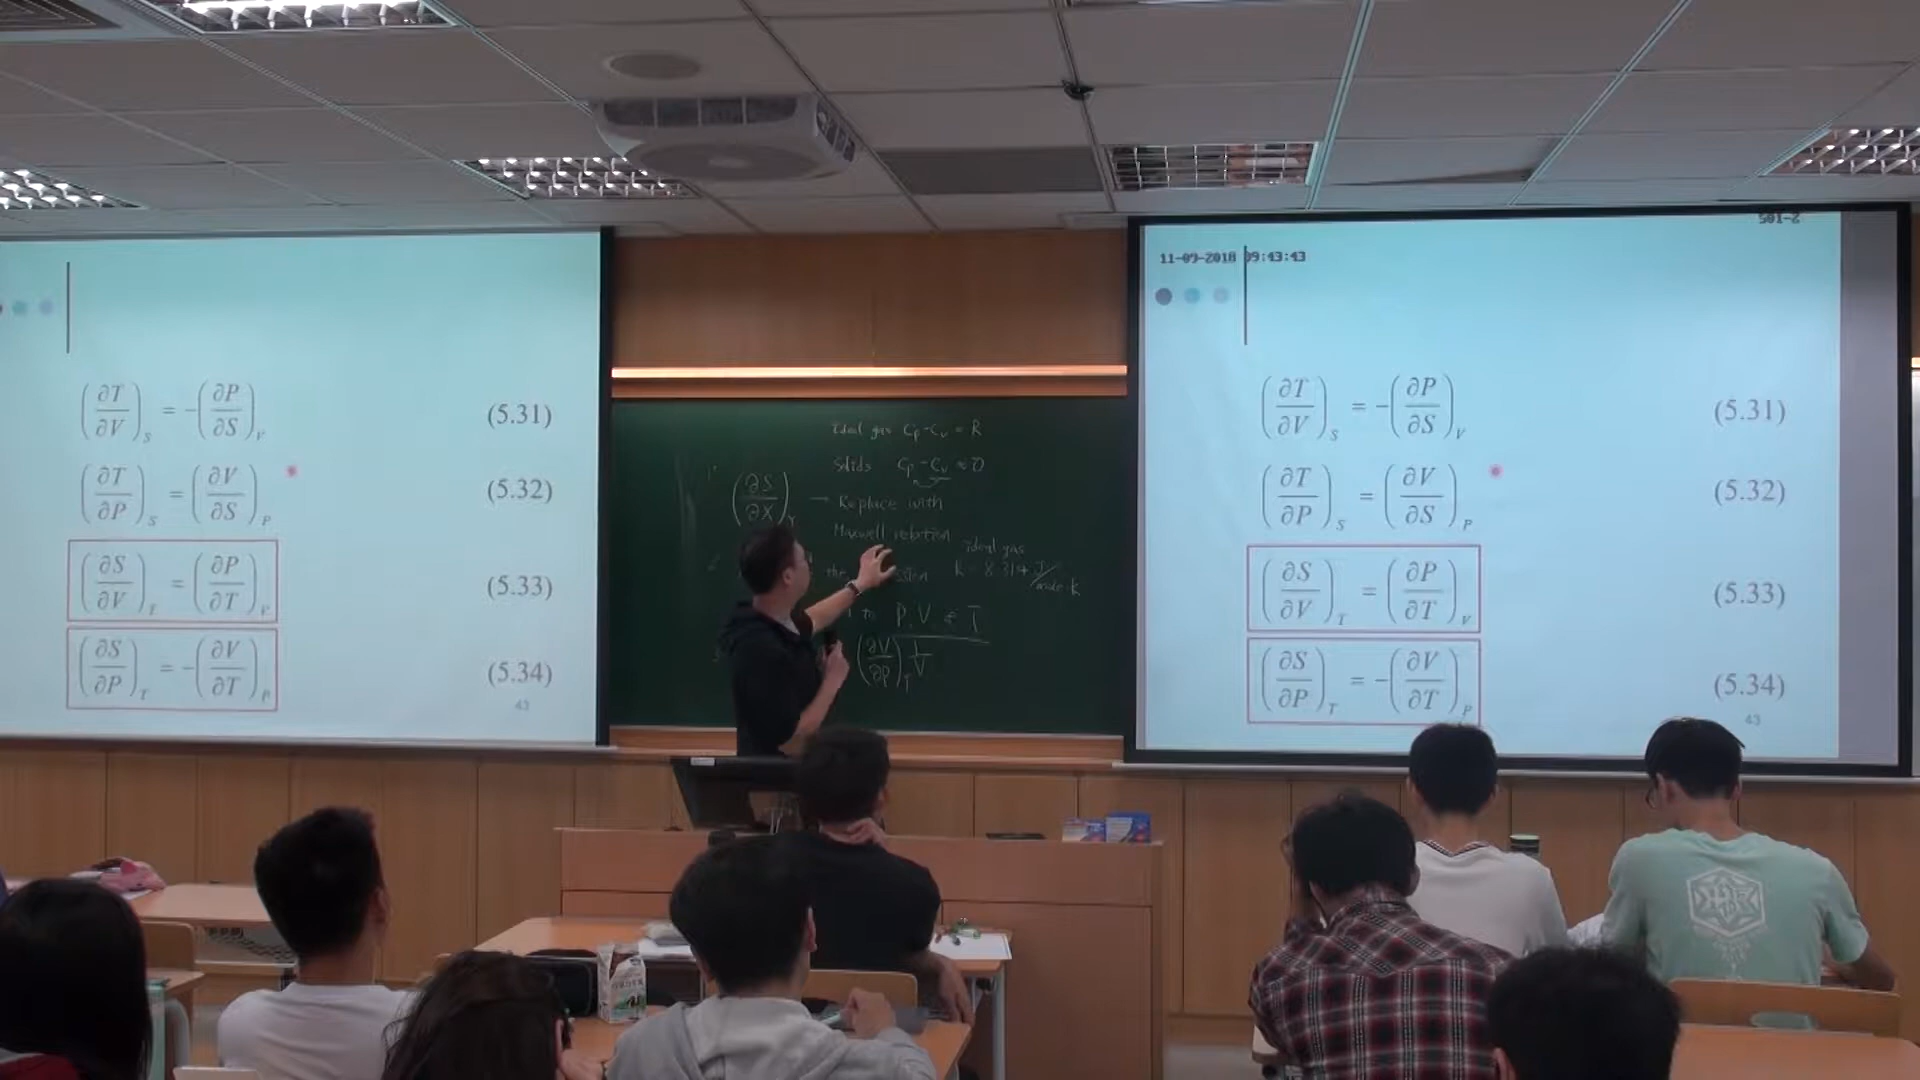 (∂T/∂V)_S = -(∂P/∂S)_V (5.31)
(∂T/∂P)_S = (∂V/∂S)_P (5.32)
(∂S/∂V)_T = (∂P/∂T)_V (5.33)
(∂S/∂P)_T = -(∂V/∂T)_P (5.34)
43
ideal gas Cp-Cv = R
Solids Cp-Cv ≈ 0
(∂S/∂X)_Y → Replace with
Maxwell relation
ideal gas
the
R = 8.314 J/mole·K
to P, V & T
(∂V/∂P)_T 1/V
501-2
11-09-2018 09:43:43
(∂T/∂V)_S = -(∂P/∂S)_V (5.31)
(∂T/∂P)_S = (∂V/∂S)_P (5.32)
(∂S/∂V)_T = (∂P/∂T)_V (5.33)
(∂S/∂P)_T = -(∂V/∂T)_P (5.34)
43